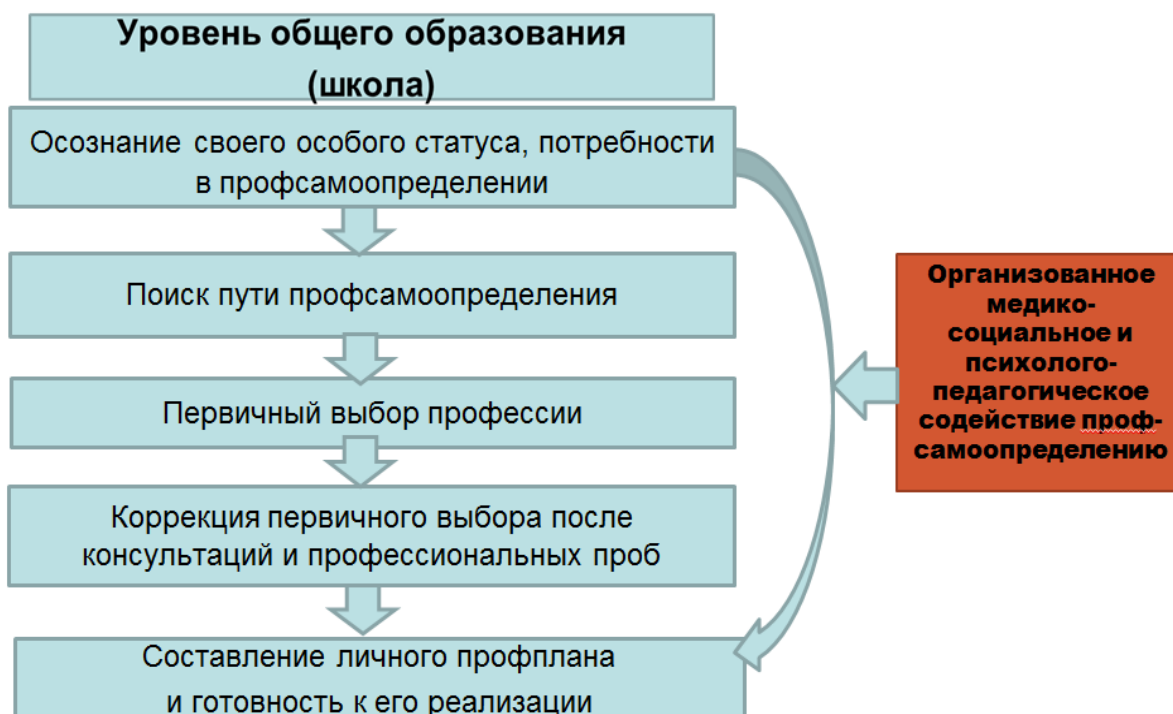 Уровень общего образования
(школа)
Осознание своего особого статуса, потребности
в профсамоопределении
Поиск пути профсамоопределения
Первичный выбор профессии
Коррекция первичного выбора после
консультаций и профессиональных проб
Составление личного профплана
и готовность к его реализации
Организованное
медико-
социальное и
психолого-
педагогическое
содействие проф-
самоопределению